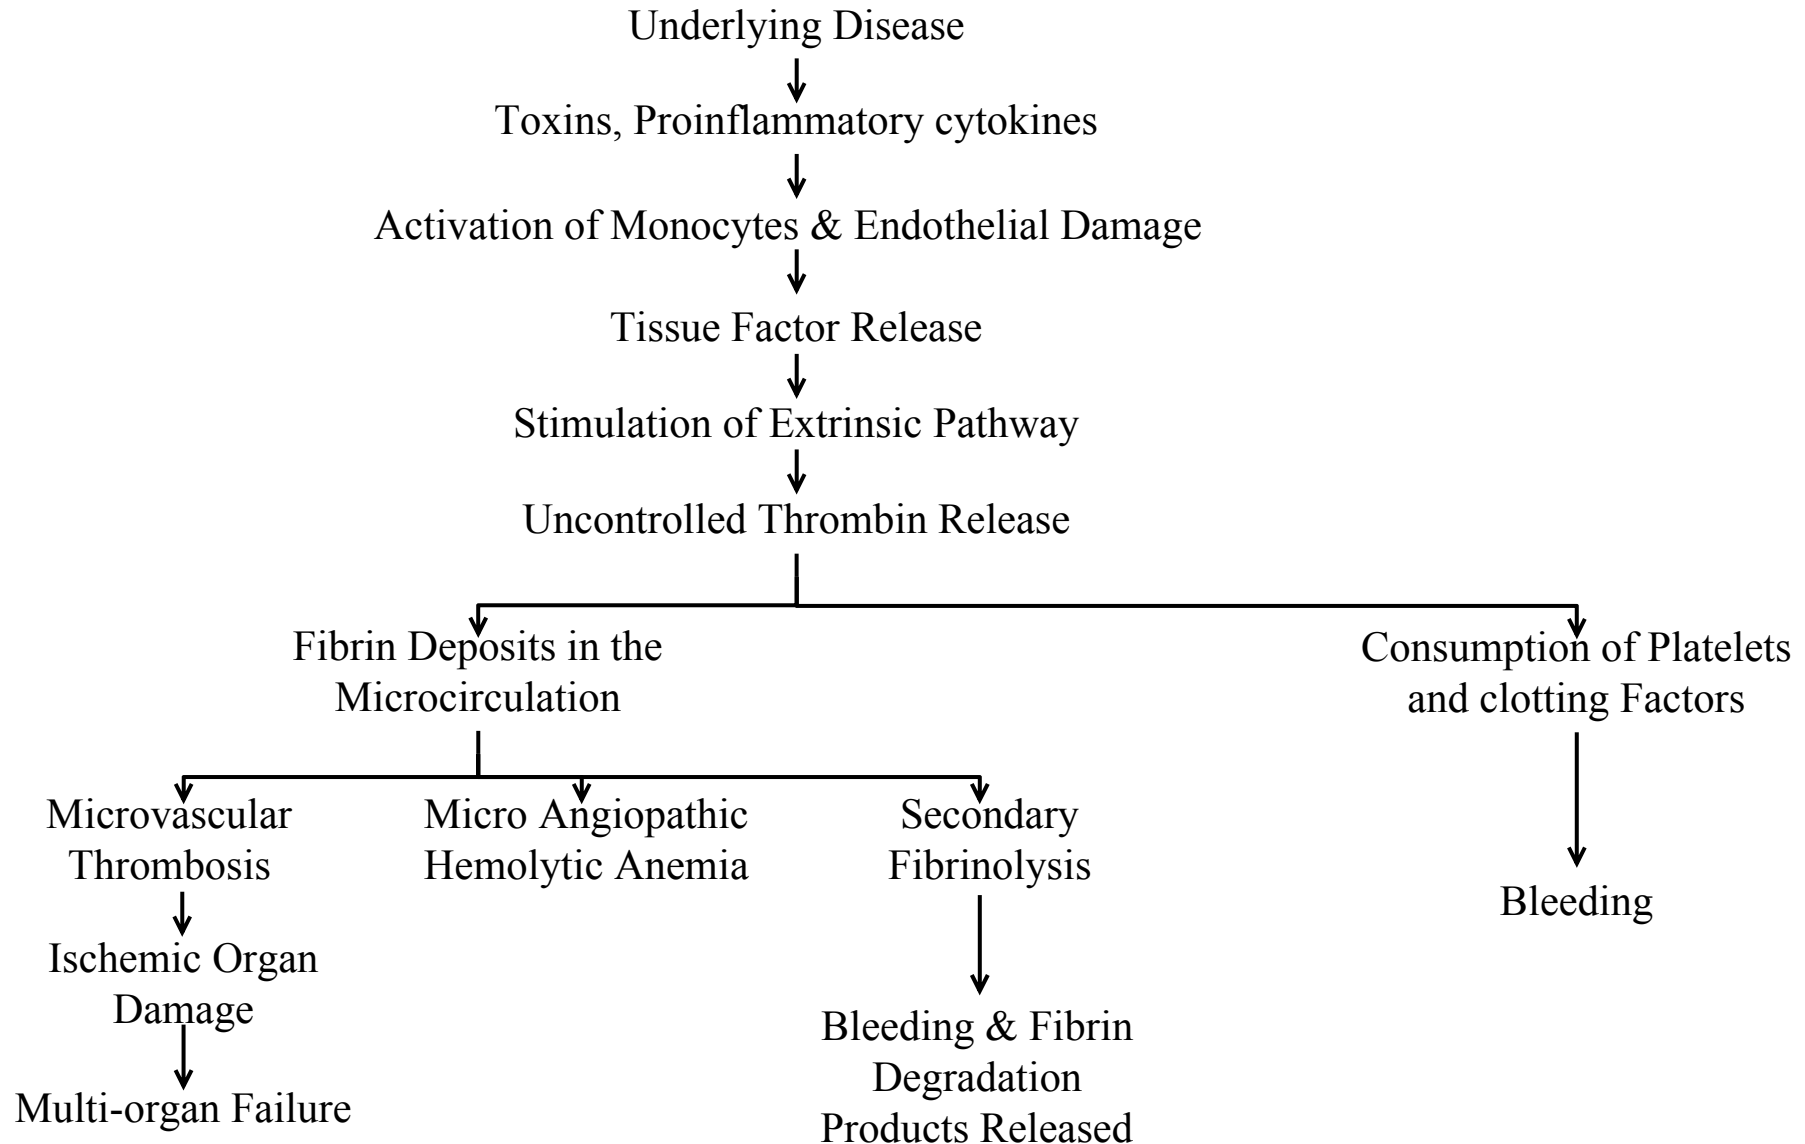 Underlying Disease
Toxins, Proinflammatory cytokines
Activation of Monocytes & Endothelial Damage
Tissue Factor Release
Stimulation of Extrinsic Pathway
Uncontrolled Thrombin Release
Fibrin Deposits in the
Microcirculation
Consumption of Platelets
and clotting Factors
Microvascular
Thrombosis
Micro Angiopathic
Hemolytic Anemia
Secondary
Fibrinolysis
Bleeding
Ischemic Organ
Damage
Bleeding & Fibrin
Degradation
Products Released
Multi-organ Failure